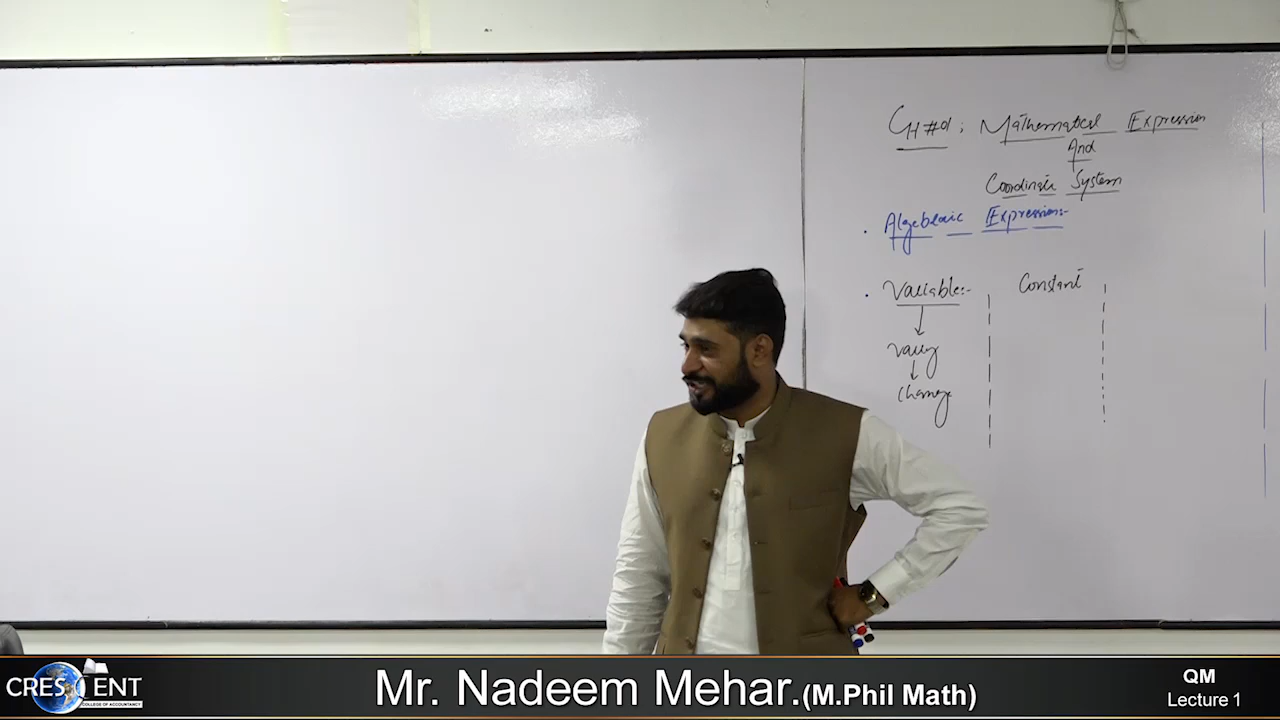 CH#01: Mathematical Expression
And
Coordinate System
• Algebraic Expression:-
• Variable:- Constant
Vary
Change
CRESCENT
COLLEGE OF ACCOUNTANCY
Mr. Nadeem Mehar.(M.Phil Math)
QM
Lecture 1